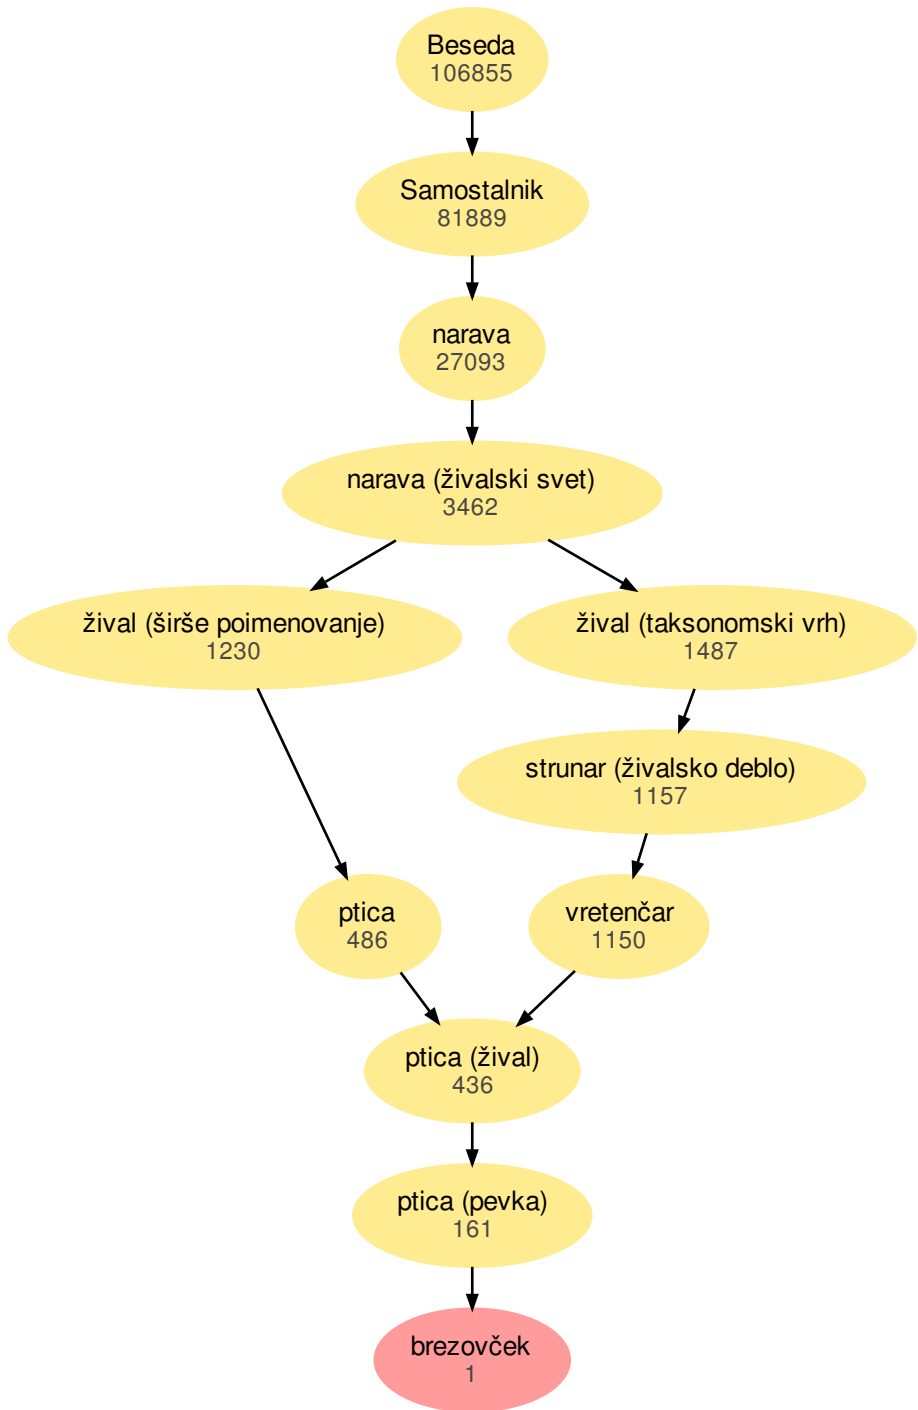 Beseda
106855
Samostalnik
81889
narava
27093
narava (živalski svet)
3462
žival (širše poimenovanje)
1230
žival (taksonomski vrh)
1487
strunar (živalsko deblo)
1157
ptica
486
vretenčar
1150
ptica (žival)
436
ptica (pevka)
161
brezovček
1